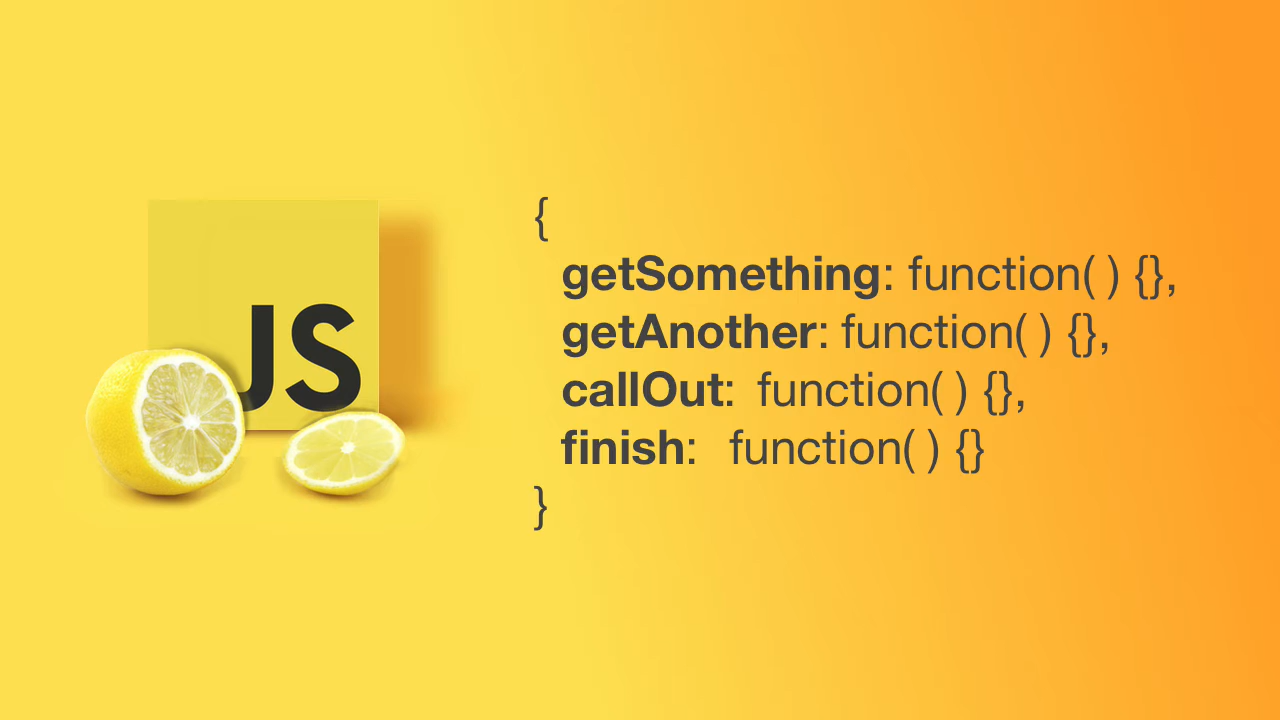 JS
{
getSomething: function( ) {},
getAnother: function( ) {},
callOut: function( ) {},
finish: function( ) {}
}